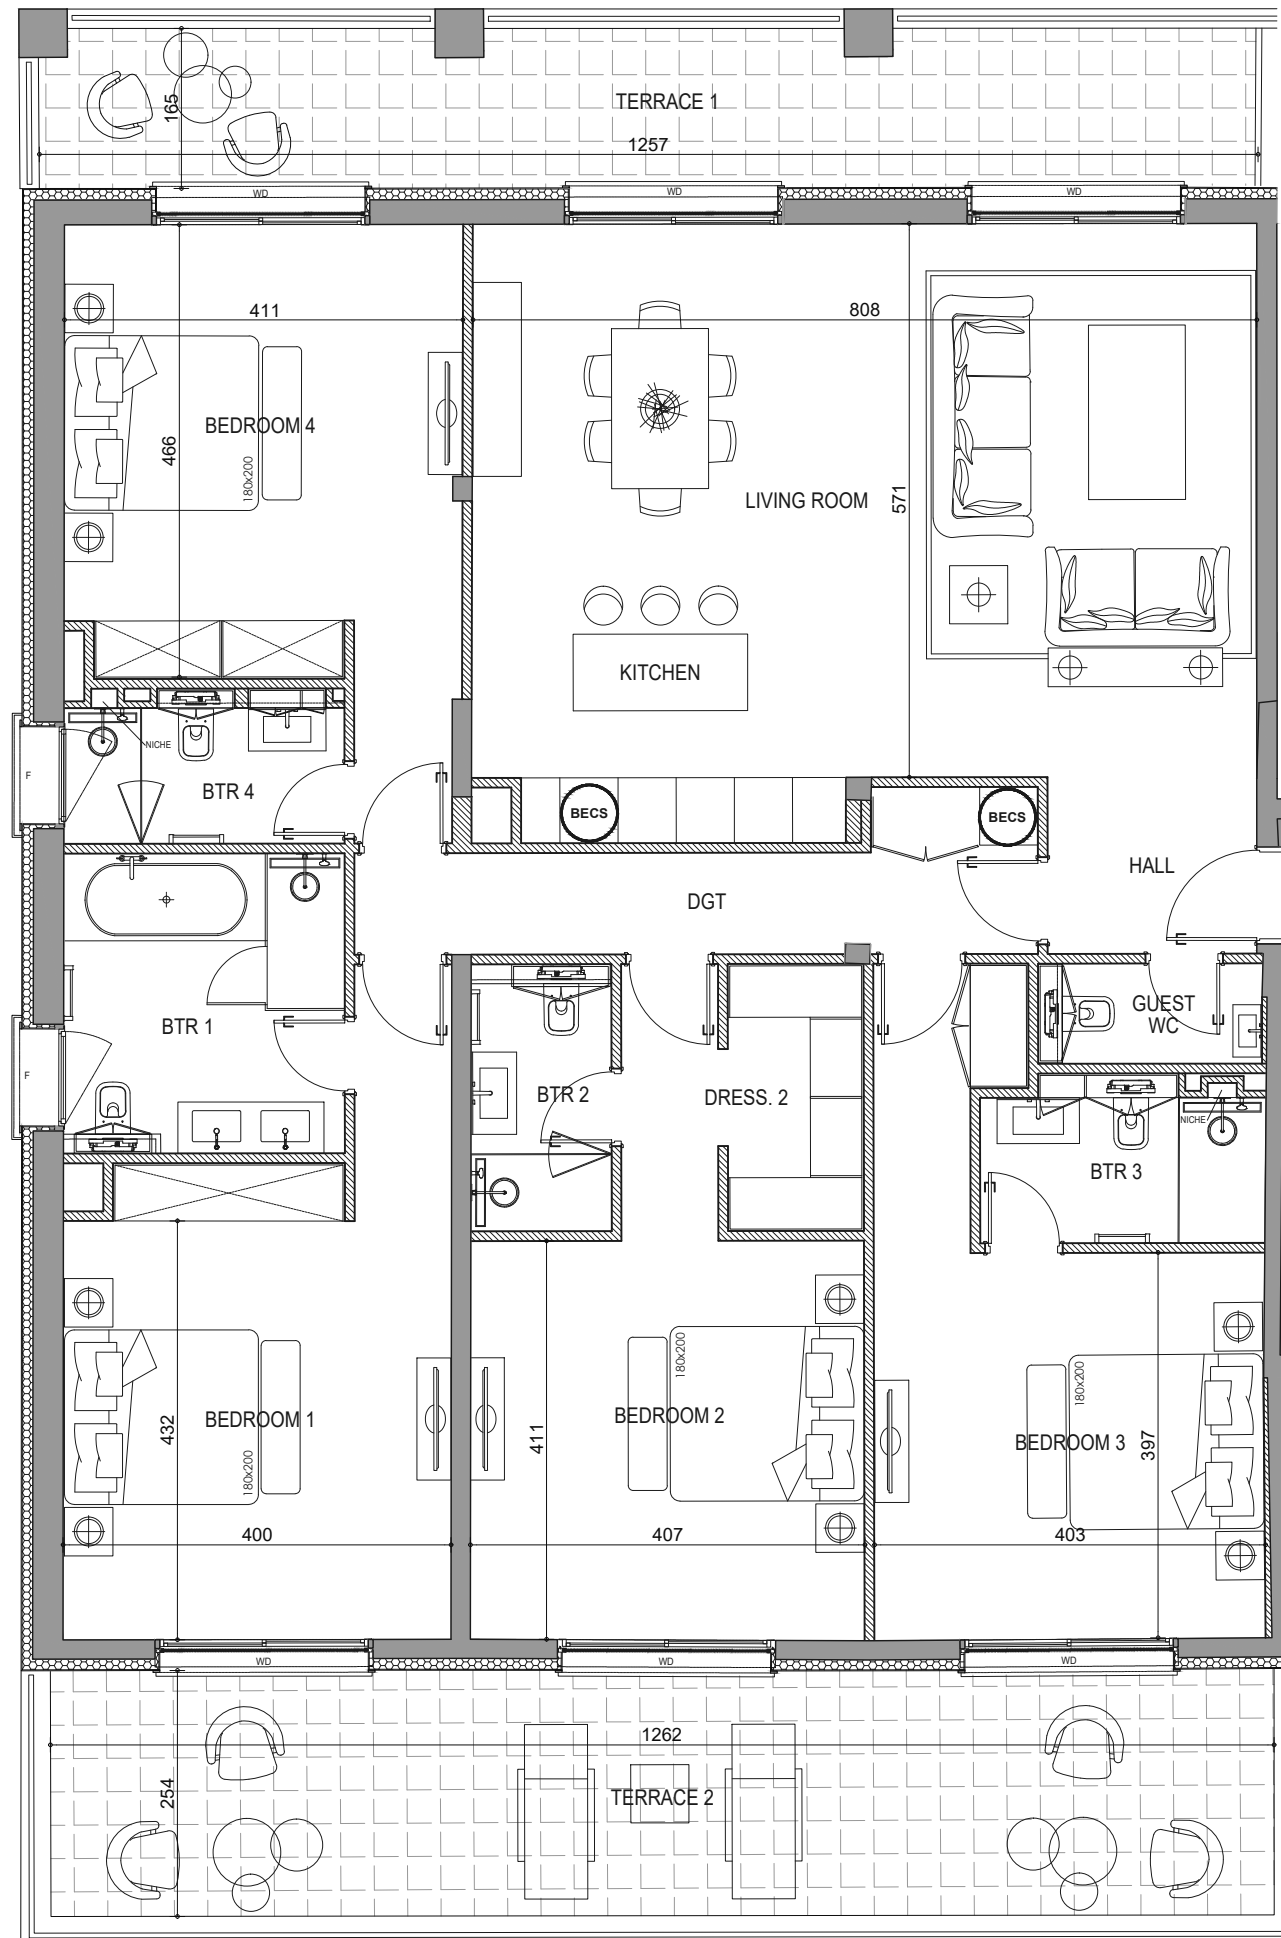 TERRACE 1
165
1257
WD
WD
WD
411
808
BEDROOM 4
466
180x200
LIVING ROOM
571
KITCHEN
NICHE
F
BTR 4
BECS
BECS
HALL
DGT
GUEST
WC
BTR 1
F
BTR 2
DRESS. 2
NICHE
BTR 3
180x200
180x200
BEDROOM 1
432
180x200
BEDROOM 2
411
BEDROOM 3
397
400
407
403
WD
WD
WD
1262
254
TERRACE 2